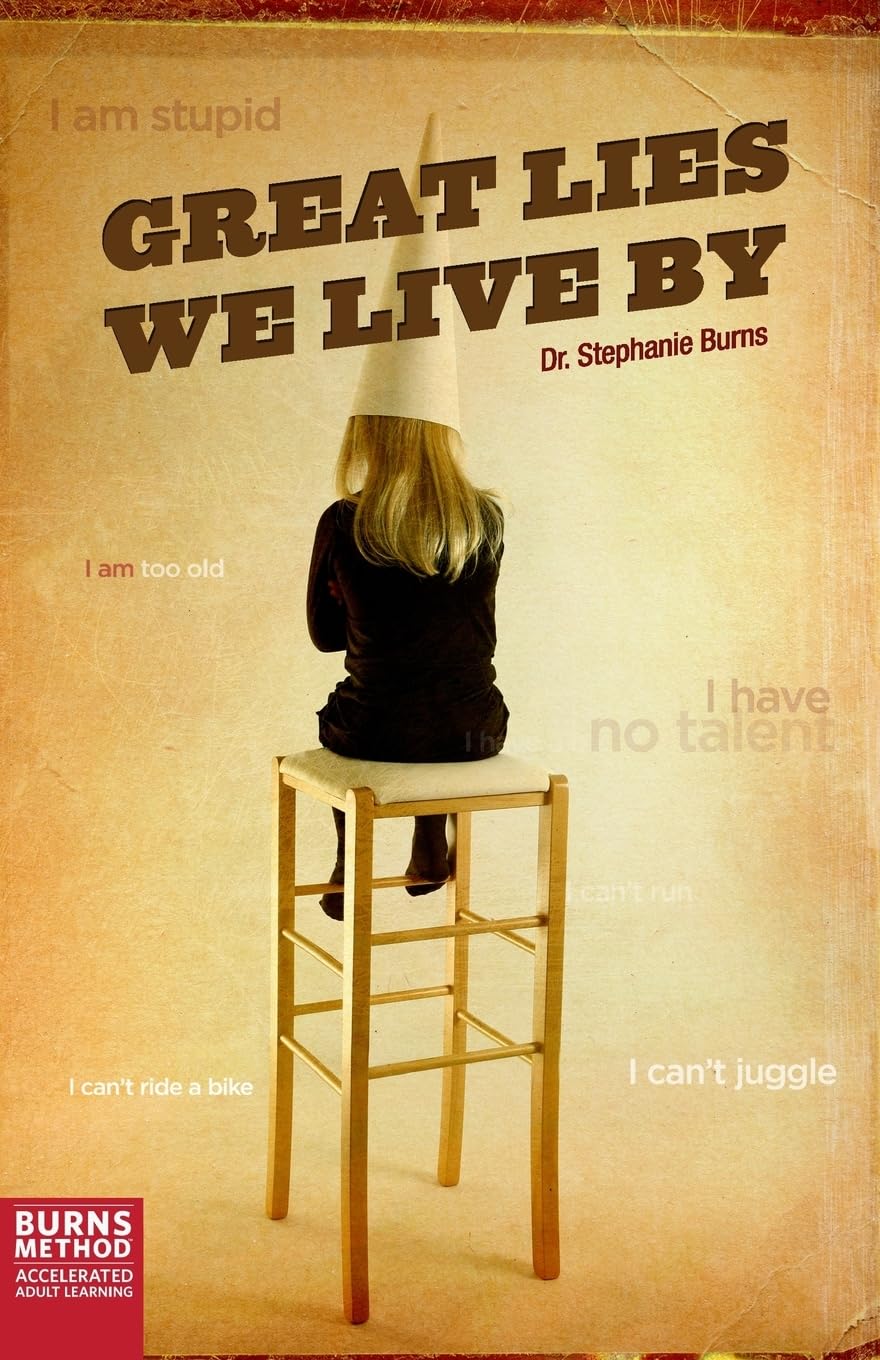 I am stupid
GREAT LIES
WE LIVE BY
Dr. Stephanie Burns
I am too old
I have
no talent
I can't run
I can't ride a bike
I can't juggle
BURNS
METHOD™
ACCELERATED
ADULT LEARNING